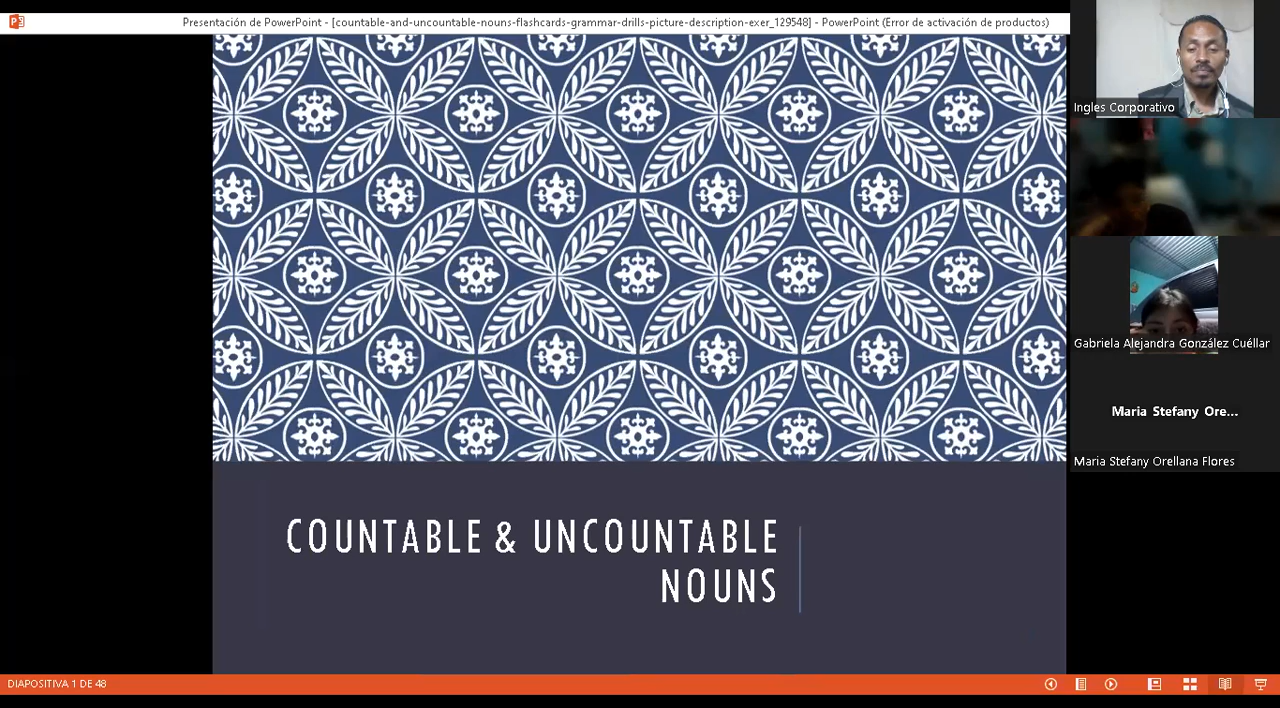 Presentación de PowerPoint - [countable-and-uncountable-nouns-flashcards-grammar-drills-picture-description-exer_129548] - PowerPoint (Error de activación de productos)
Ingles Corporativo
Gabriela Alejandra González Cuéllar
Maria Stefany Ore...
Maria Stefany Orellana Flores
COUNTABLE & UNCOUNTABLE
NOUNS
DIAPOSITIVA 1 DE 48